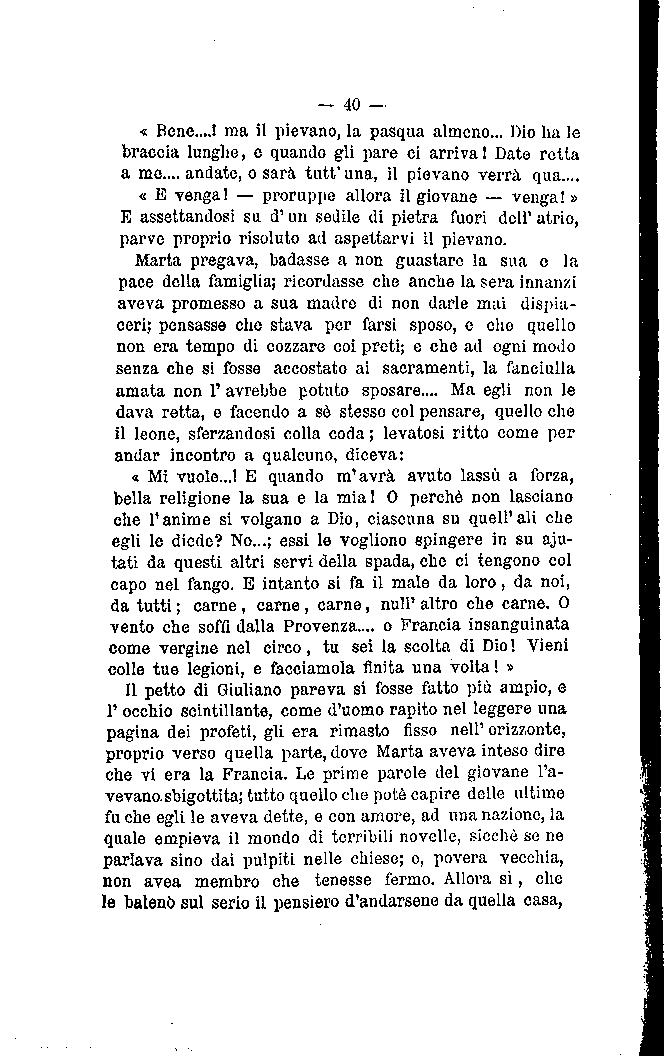 — 40 —
« Bene....! ma il pievano, la pasqua almeno... Dio ha le
braccia lunghe, e quando gli pare ci arriva! Date retta
a me.... andate, o sarà tutt' una, il pievano verrà qua....
« E venga! — proruppe allora il giovane — venga! »
E assettandosi su d' un sedile di pietra fuori dell' atrio,
parve proprio risoluto ad aspettarvi il pievano.
Marta pregava, badasse a non guastare la sua e la
pace della famiglia; ricordasse che anche la sera innanzi
aveva promesso a sua madre di non darle mai dispia-
ceri; pensasse che stava per farsi sposo, e che quello
non era tempo di cozzare coi preti; e che ad ogni modo
senza che si fosse accostato ai sacramenti, la fanciulla
amata non l' avrebbe potuto sposare.... Ma egli non le
dava retta, e facendo a sè stesso col pensare, quello che
il leone, sferzandosi colla coda; levatosi ritto come per
andar incontro a qualcuno, diceva:
« Mi vuole...! E quando m'avrà avuto lassù a forza,
bella religione la sua e la mia! O perchè non lasciano
che l'anime si volgano a Dio, ciascuna su quell' ali che
egli le diede? No...; essi le vogliono spingere in su aju-
tati da questi altri servi della spada, che ci tengono col
capo nel fango. E intanto si fa il male da loro, da noi,
da tutti; carne, carne, carne, null' altro che carne. O
vento che soffi dalla Provenza.... o Francia insanguinata
come vergine nel circo, tu sei la scolta di Dio! Vieni
colle tue legioni, e facciamola finita una volta! »
Il petto di Giuliano pareva si fosse fatto più ampio, e
l' occhio scintillante, come d'uomo rapito nel leggere una
pagina dei profeti, gli era rimasto fisso nell' orizzonte,
proprio verso quella parte, dove Marta aveva inteso dire
che vi era la Francia. Le prime parole del giovane l'a-
vevano sbigottita; tutto quello che potè capire delle ultime
fu che egli le aveva dette, e con amore, ad una nazione, la
quale empieva il mondo di terribili novelle, sicchè se ne
parlava sino dai pulpiti nelle chiese; e, povera vecchia,
non avea membro che tenesse fermo. Allora sì, che
le balenò sul serio il pensiero d'andarsene da quella casa,